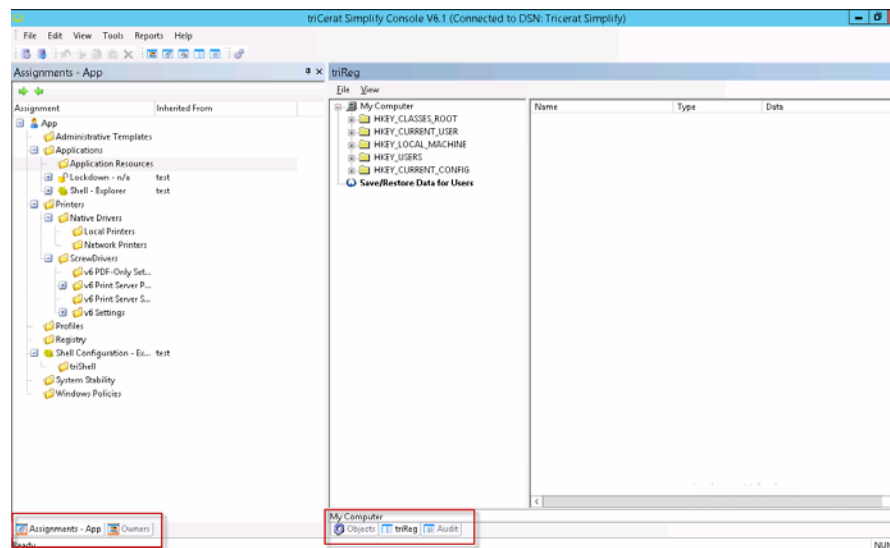 triCerat Simplify Console V6.1 (Connected to DSN: Tricerat Simplify)
File Edit View Tools Reports Help
Assignments - App
triReg
File View
Assignment Inherited From
Name Type Data
App
Administrative Templates
Applications
Application Resources
Lockdown - n/a test
Shell - Explorer test
Printers
Native Drivers
Local Printers
Network Printers
ScrewDrivers
v6 PDF-Only Set...
v6 Print Server P...
v6 Print Server S...
v6 Settings
Profiles
Registry
Shell Configuration - Ex... test
triShell
System Stability
Windows Policies
My Computer
HKEY_CLASSES_ROOT
HKEY_CURRENT_USER
HKEY_LOCAL_MACHINE
HKEY_USERS
HKEY_CURRENT_CONFIG
Save/Restore Data for Users
My Computer
Assignments - App Owners
Objects triReg Audit
Ready
NUM